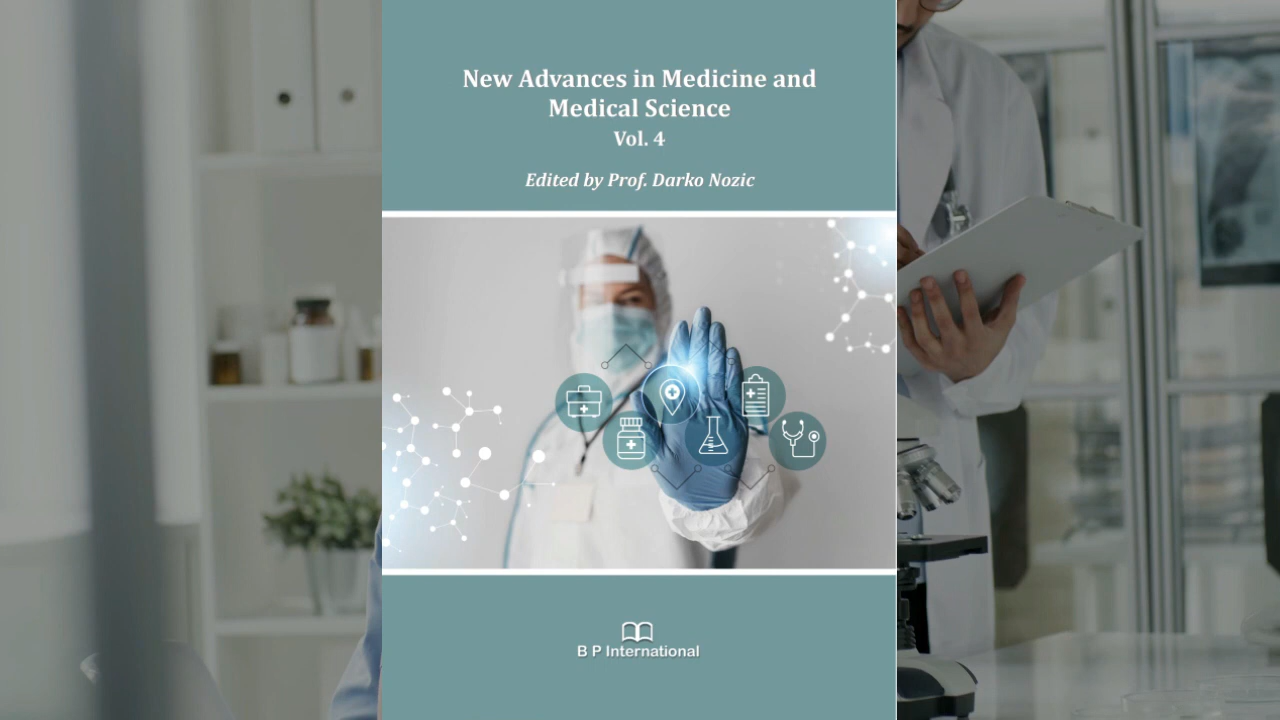 New Advances in Medicine and
Medical Science
Vol. 4
Edited by Prof. Darko Nozic
B P International